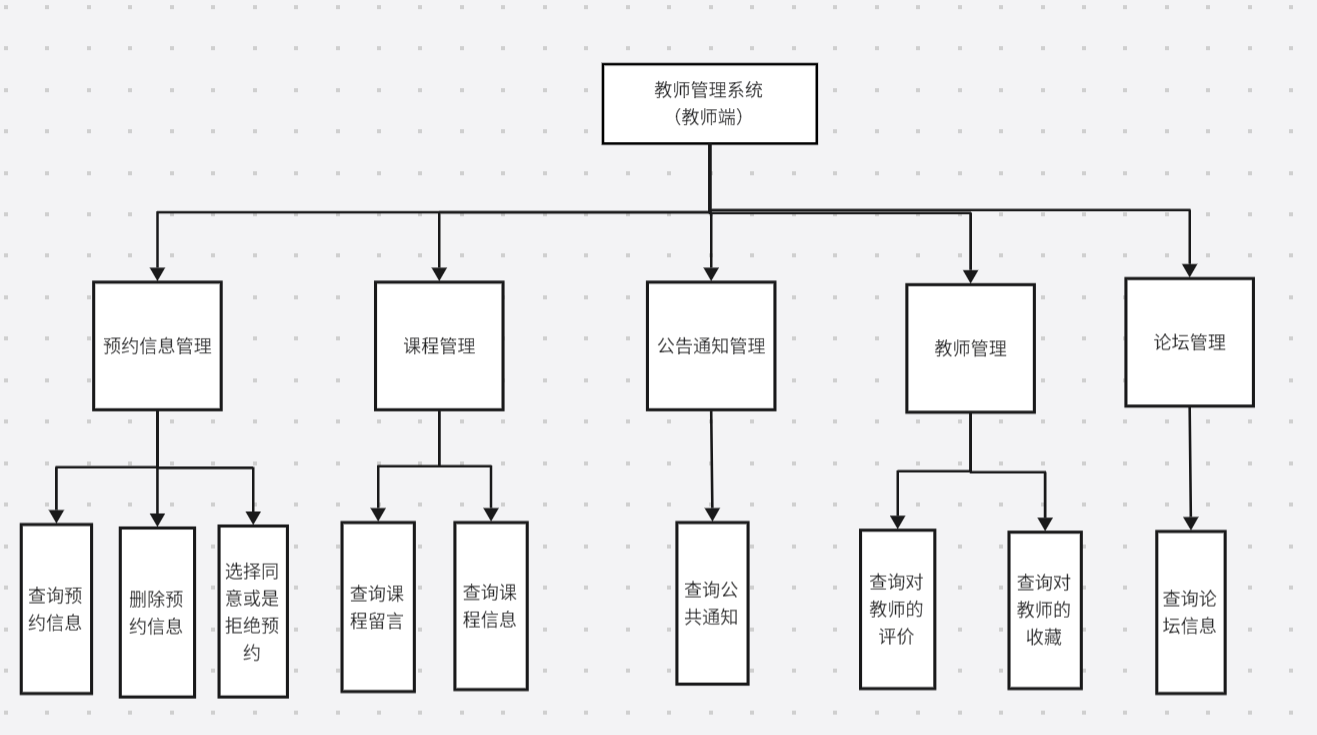 教师管理系统
（教师端）
预约信息管理
课程管理
公告通知管理
教师管理
论坛管理
查询预
约信息
删除预
约信息
选择同
意或是
拒绝预
约
查询课
程留言
查询课
程信息
查询公
共通知
查询对
教师的
评价
查询对
教师的
收藏
查询论
坛信息